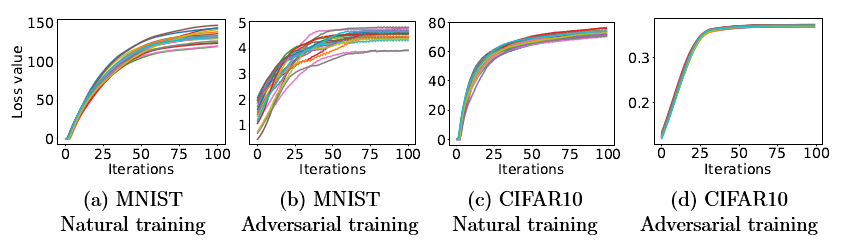 Loss value
150
100
50
0
0 25 50 75 100
Iterations
(a) MNIST
Natural training
5
4
3
2
1
0 25 50 75 100
Iterations
(b) MNIST
Adversarial training
80
60
40
20
0
0 25 50 75 100
Iterations
(c) CIFAR10
Natural training
0.3
0.2
0 25 50 75 100
Iterations
(d) CIFAR10
Adversarial training